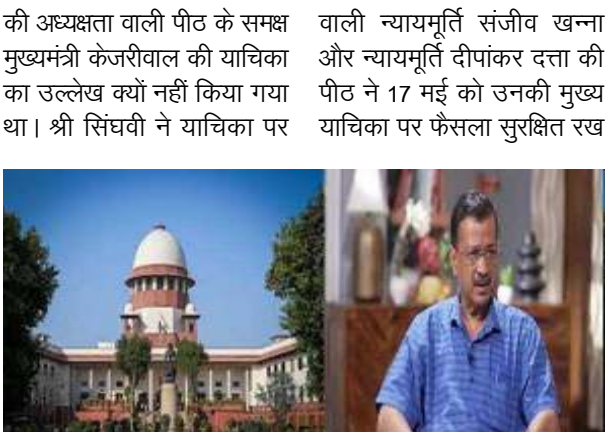 की अध्यक्षता वाली पीठ के समक्ष
मुख्यमंत्री केजरीवाल की याचिका
का उल्लेख क्यों नहीं किया गया
था। श्री सिंघवी ने याचिका पर
वाली न्यायमूर्ति संजीव खन्ना
और न्यायमूर्ति दीपांकर दत्ता की
पीठ ने 17 मई को उनकी मुख्य
याचिका पर फैसला सुरक्षित रख